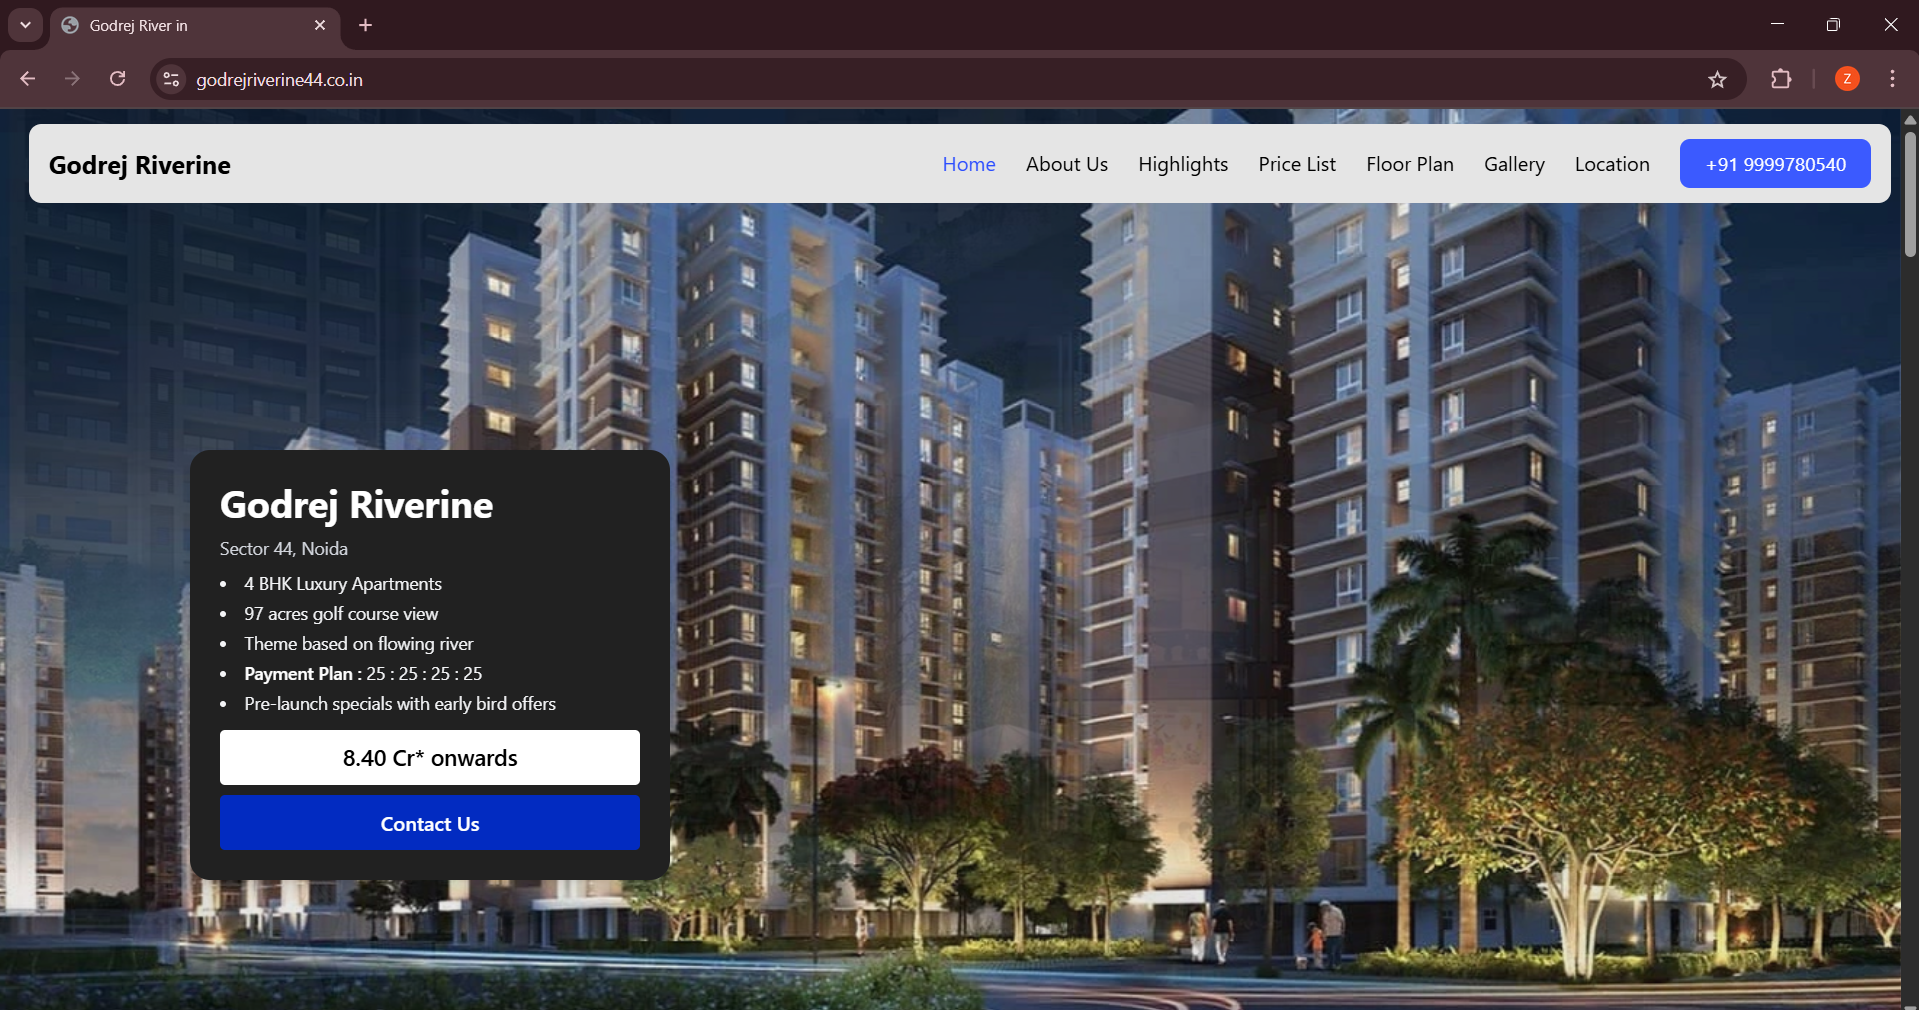 Godrej River in
godrejriverine44.co.in
Z
Godrej Riverine
Home About Us Highlights Price List Floor Plan Gallery Location +91 9999780540
Godrej Riverine
Sector 44, Noida
• 4 BHK Luxury Apartments
• 97 acres golf course view
• Theme based on flowing river
• Payment Plan : 25 : 25 : 25 : 25
• Pre-launch specials with early bird offers
8.40 Cr* onwards
Contact Us